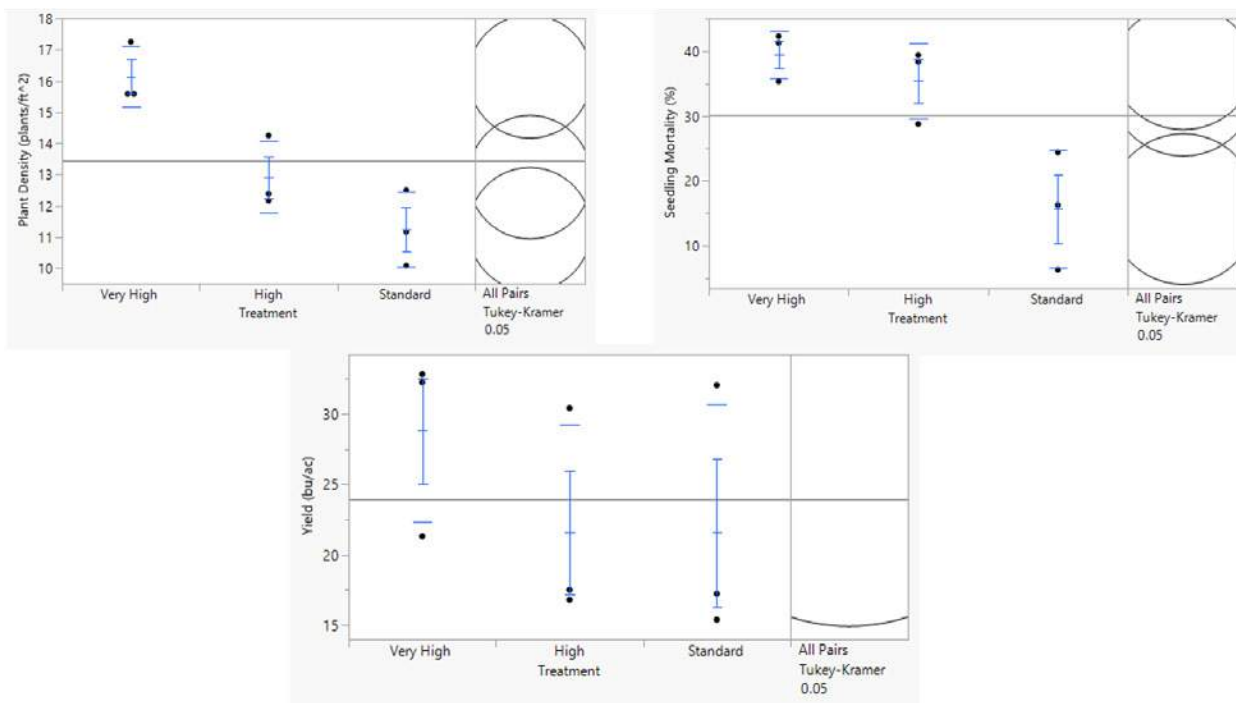 Plant Density (plants/ft^2)
18
17
16
15
14
13
12
11
10
Very High
High
Standard
Treatment
All Pairs
Tukey-Kramer
0.05
Seedling Mortality (%)
40
30
20
10
Very High
High
Standard
Treatment
All Pairs
Tukey-Kramer
0.05
Yield (bu/ac)
30
25
20
15
Very High
High
Standard
Treatment
All Pairs
Tukey-Kramer
0.05